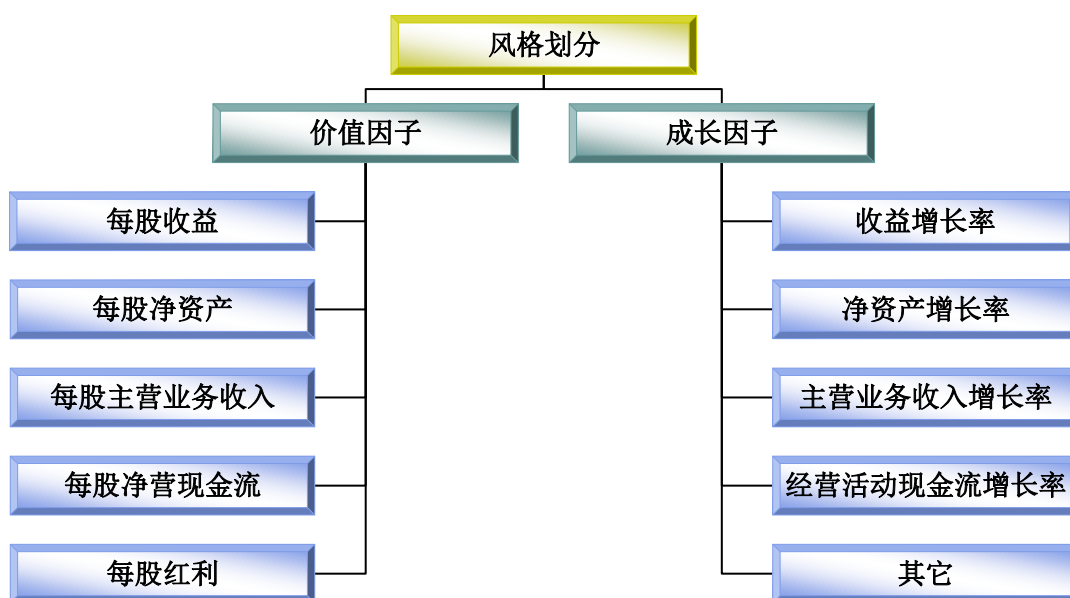 风格划分
价值因子
成长因子
每股收益
收益增长率
每股净资产
净资产增长率
每股主营业务收入
主营业务收入增长率
每股净营现金流
经营活动现金流增长率
每股红利
其它